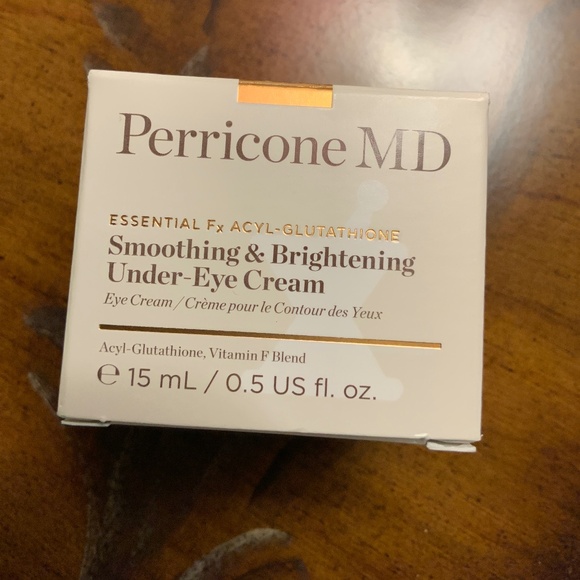 Perricone MD
ESSENTIAL Fx ACYL-GLUTATHIONE
Smoothing & Brightening
Under-Eye Cream
Eye Cream / Crème pour le Contour des Yeux
Acyl-Glutathione, Vitamin F Blend
℮ 15 mL / 0.5 US fl. oz.